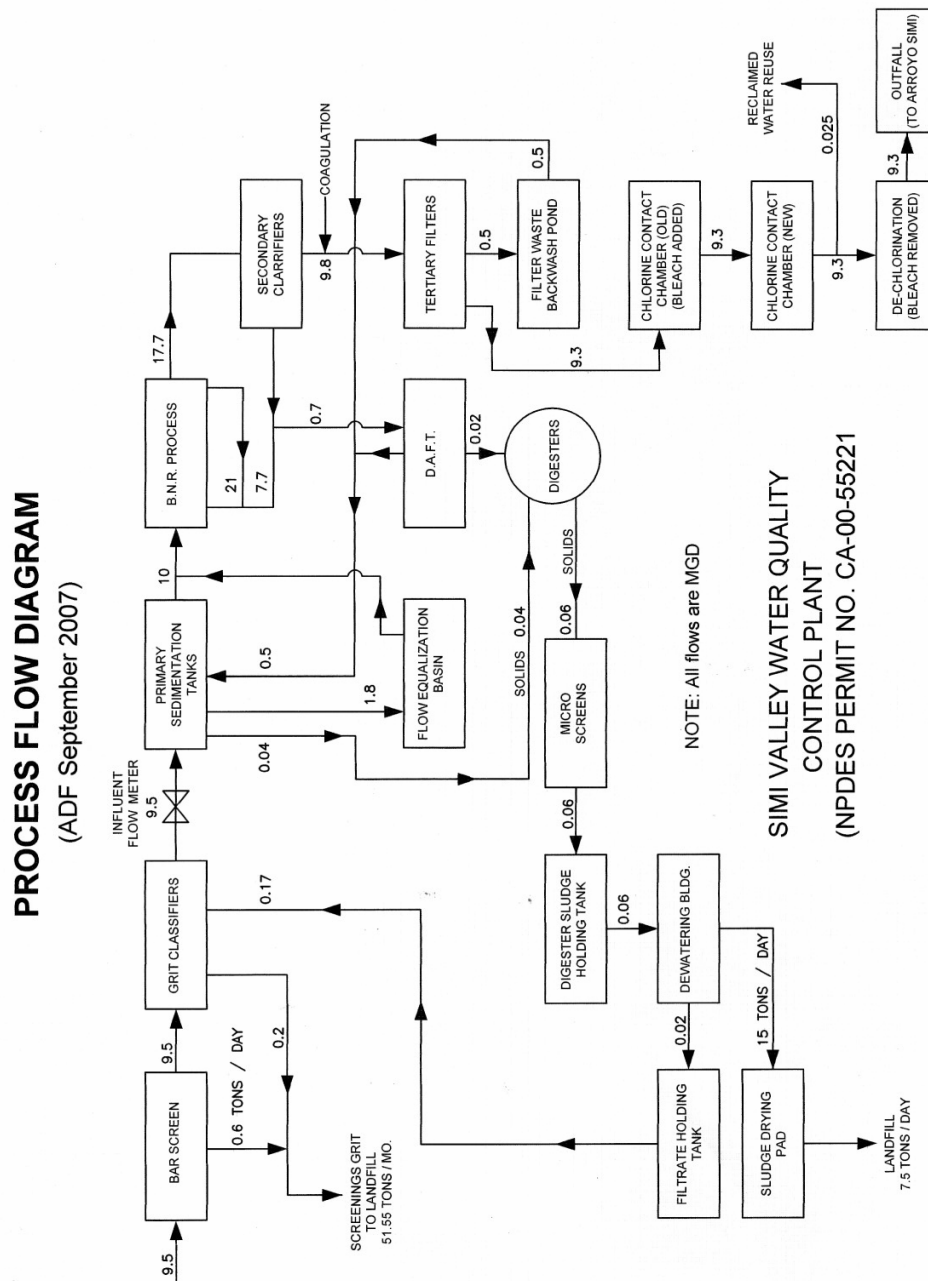 PROCESS FLOW DIAGRAM
(ADF September 2007)
9.5
BAR SCREEN
9.5
0.6 TONS / DAY
SCREENINGS GRIT
TO LANDFILL
51.55 TONS / MO.
GRIT CLASSIFIERS
0.2
0.17
INFLUENT
FLOW METER
9.5
PRIMARY
SEDIMENTATION
TANKS
0.04
1.8
0.5
10
FLOW EQUALIZATION
BASIN
B.N.R. PROCESS
21
7.7
17.7
SECONDARY
CLARRIFIERS
0.7
9.8
COAGULATION
D.A.F.T.
0.02
TERTIARY FILTERS
0.5
9.3
FILTER WASTE
BACKWASH POND
0.5
DIGESTERS
SOLIDS
0.04
SOLIDS
0.06
MICRO
SCREENS
0.06
DIGESTER SLUDGE
HOLDING TANK
0.06
DEWATERING BLDG.
0.02
15 TONS / DAY
FILTRATE HOLDING
TANK
SLUDGE DRYING
PAD
LANDFILL
7.5 TONS / DAY
CHLORINE CONTACT
CHAMBER (OLD)
(BLEACH ADDED)
9.3
CHLORINE CONTACT
CHAMBER (NEW)
9.3
0.025
RECLAIMED
WATER REUSE
DE-CHLORINATION
(BLEACH REMOVED)
9.3
OUTFALL
(TO ARROYO SIMI)
NOTE: All flows are MGD
SIMI VALLEY WATER QUALITY
CONTROL PLANT
(NPDES PERMIT NO. CA-00-55221